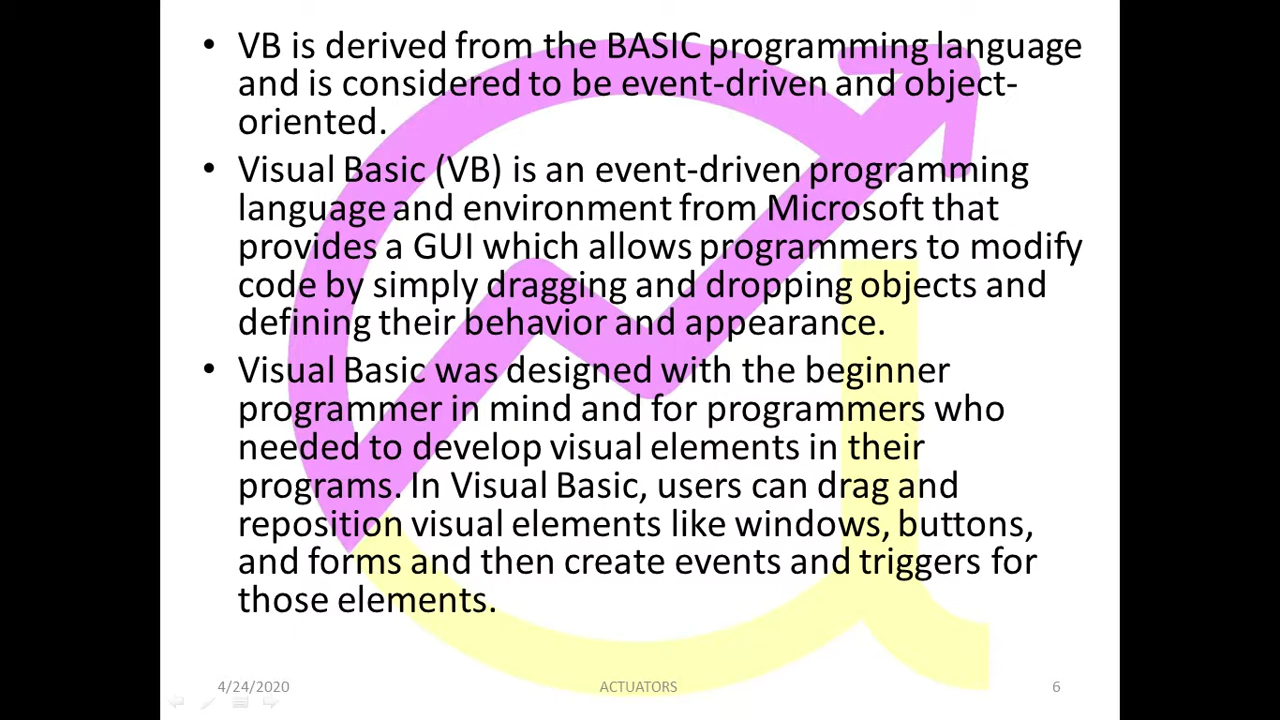 • VB is derived from the BASIC programming language
and is considered to be event-driven and object-
oriented.
• Visual Basic (VB) is an event-driven programming
language and environment from Microsoft that
provides a GUI which allows programmers to modify
code by simply dragging and dropping objects and
defining their behavior and appearance.
• Visual Basic was designed with the beginner
programmer in mind and for programmers who
needed to develop visual elements in their
programs. In Visual Basic, users can drag and
reposition visual elements like windows, buttons,
and forms and then create events and triggers for
those elements.
4/24/2020 ACTUATORS 6